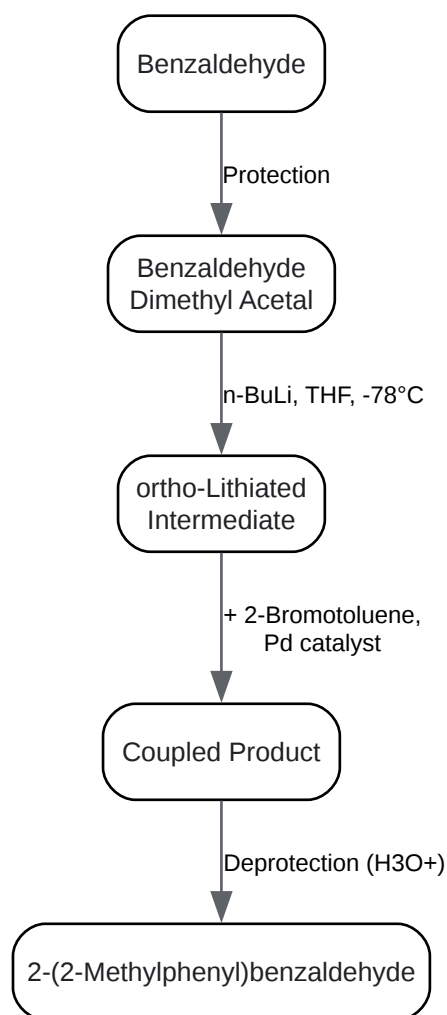 Benzaldehyde
Protection
Benzaldehyde
Dimethyl Acetal
n-BuLi, THF, -78°C
ortho-Lithiated
Intermediate
+ 2-Bromotoluene,
Pd catalyst
Coupled Product
Deprotection (H3O+)
2-(2-Methylphenyl)benzaldehyde